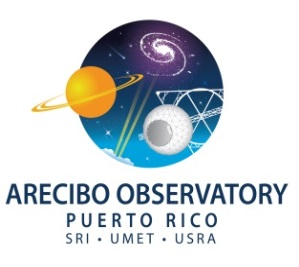 ARECIBO OBSERVATORY
PUERTO RICO
SRI • UMET • USRA